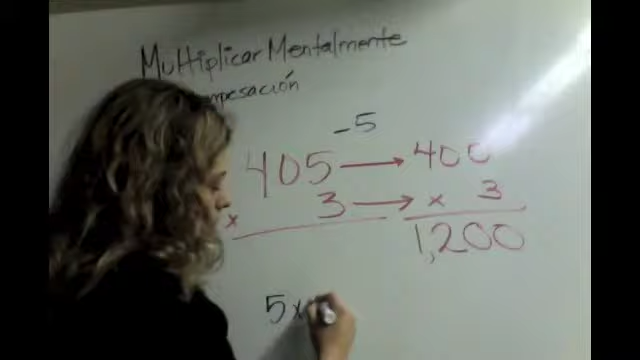 Multiplicar Mentalmente
mpesación
-5
405 → 400
x 3 → x 3
1,200
5x